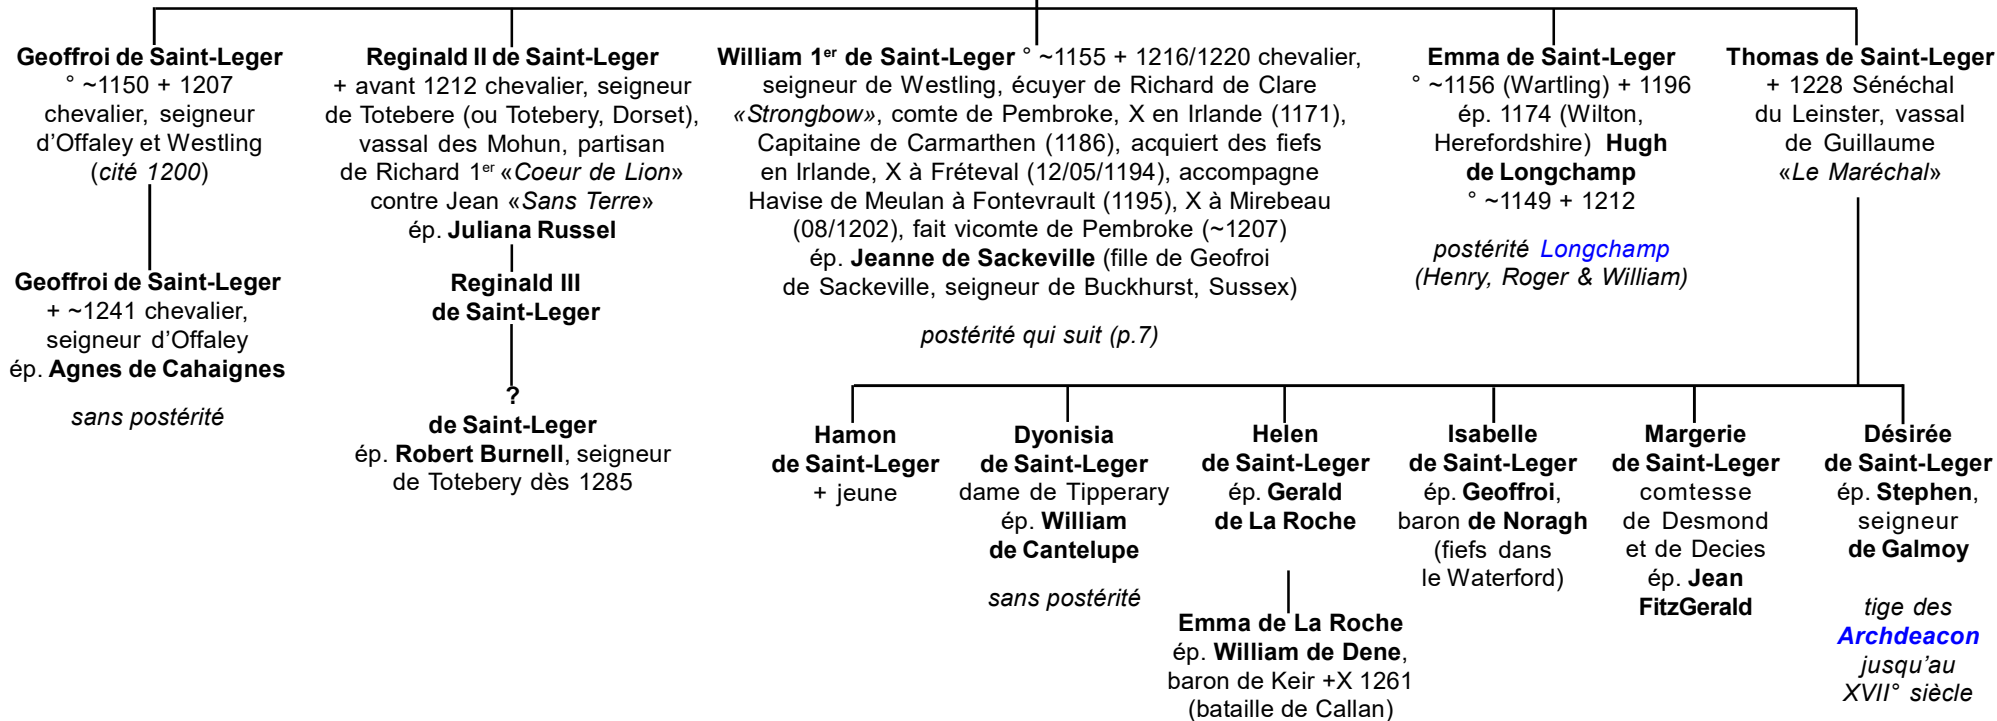 Geoffroi de Saint-Leger
° ~1150 + 1207
chevalier, seigneur
d'Offaley et Westling
(cité 1200)
Geoffroi de Saint-Leger
+ ~1241 chevalier,
seigneur d'Offaley
ép. Agnes de Cahaignes
sans postérité
Reginald II de Saint-Leger
+ avant 1212 chevalier, seigneur
de Totebere (ou Totebery, Dorset),
vassal des Mohun, partisan
de Richard 1er «Coeur de Lion»
contre Jean «Sans Terre»
ép. Juliana Russel
Reginald III
de Saint-Leger
?
de Saint-Leger
ép. Robert Burnell, seigneur
de Totebery dès 1285
William 1er de Saint-Leger ° ~1155 + 1216/1220 chevalier,
seigneur de Westling, écuyer de Richard de Clare
«Strongbow», comte de Pembroke, X en Irlande (1171),
Capitaine de Carmarthen (1186), acquiert des fiefs
en Irlande, X à Fréteval (12/05/1194), accompagne
Havise de Meulan à Fontevrault (1195), X à Mirebeau
(08/1202), fait vicomte de Pembroke (~1207)
ép. Jeanne de Sackeville (fille de Geofroi
de Sackeville, seigneur de Buckhurst, Sussex)
postérité qui suit (p.7)
Emma de Saint-Leger
° ~1156 (Wartling) + 1196
ép. 1174 (Wilton,
Herefordshire) Hugh
de Longchamp
° ~1149 + 1212
postérité Longchamp
(Henry, Roger & William)
Thomas de Saint-Leger
+ 1228 Sénéchal
du Leinster, vassal
de Guillaume
«Le Maréchal»
Hamon
de Saint-Leger
+ jeune
Dyonisia
de Saint-Leger
dame de Tipperary
ép. William
de Cantelupe
sans postérité
Helen
de Saint-Leger
ép. Gerald
de La Roche
Emma de La Roche
ép. William de Dene,
baron de Keir +X 1261
(bataille de Callan)
Isabelle
de Saint-Leger
ép. Geoffroi,
baron de Noragh
(fiefs dans
le Waterford)
Margerie
de Saint-Leger
comtesse
de Desmond
et de Decies
ép. Jean
FitzGerald
Désirée
de Saint-Leger
ép. Stephen,
seigneur
de Galmoy
tige des
Archdeacon
jusqu'au
XVII° siècle